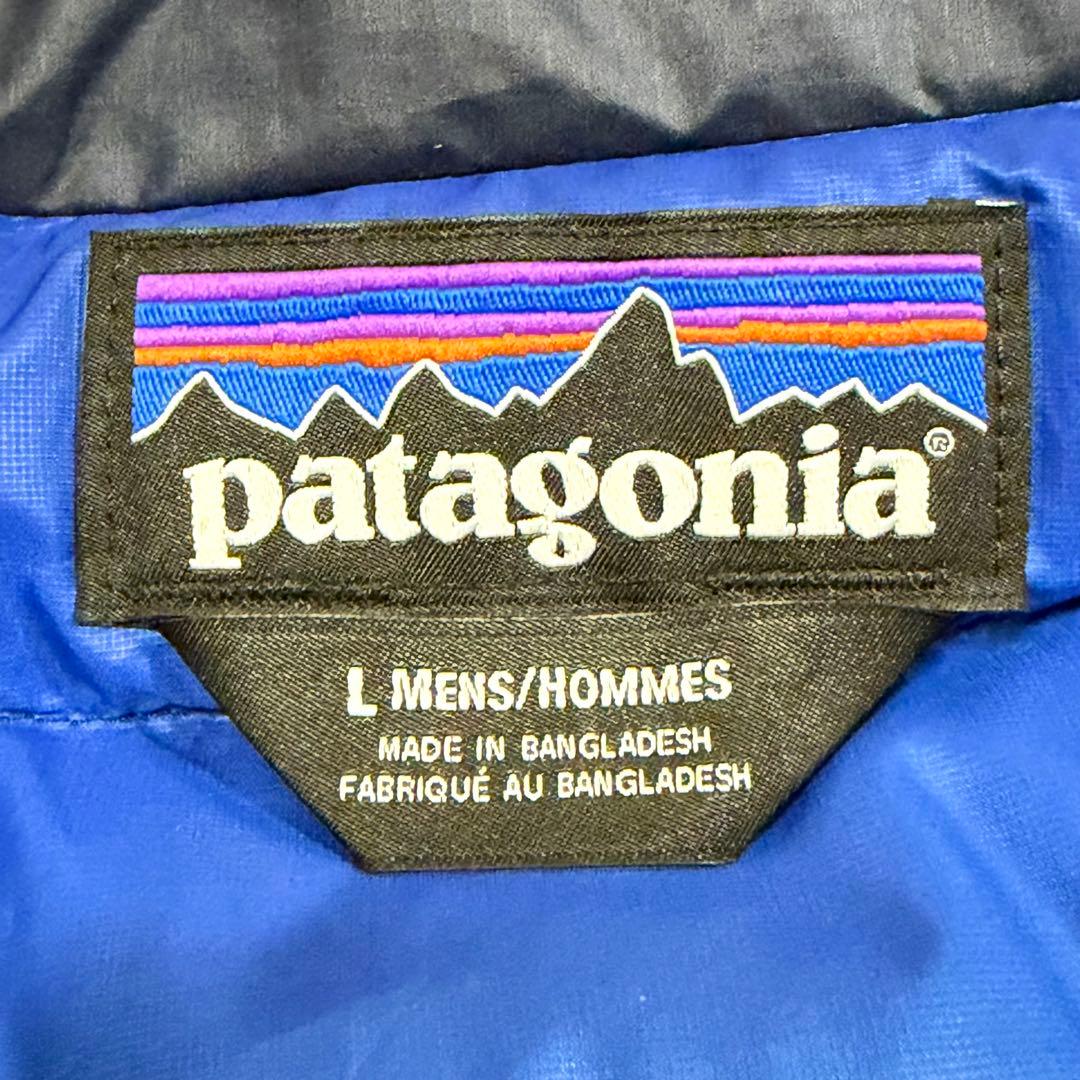 patagonia®
L MENS/HOMMES
MADE IN BANGLADESH
FABRIQUÉ AU BANGLADESH